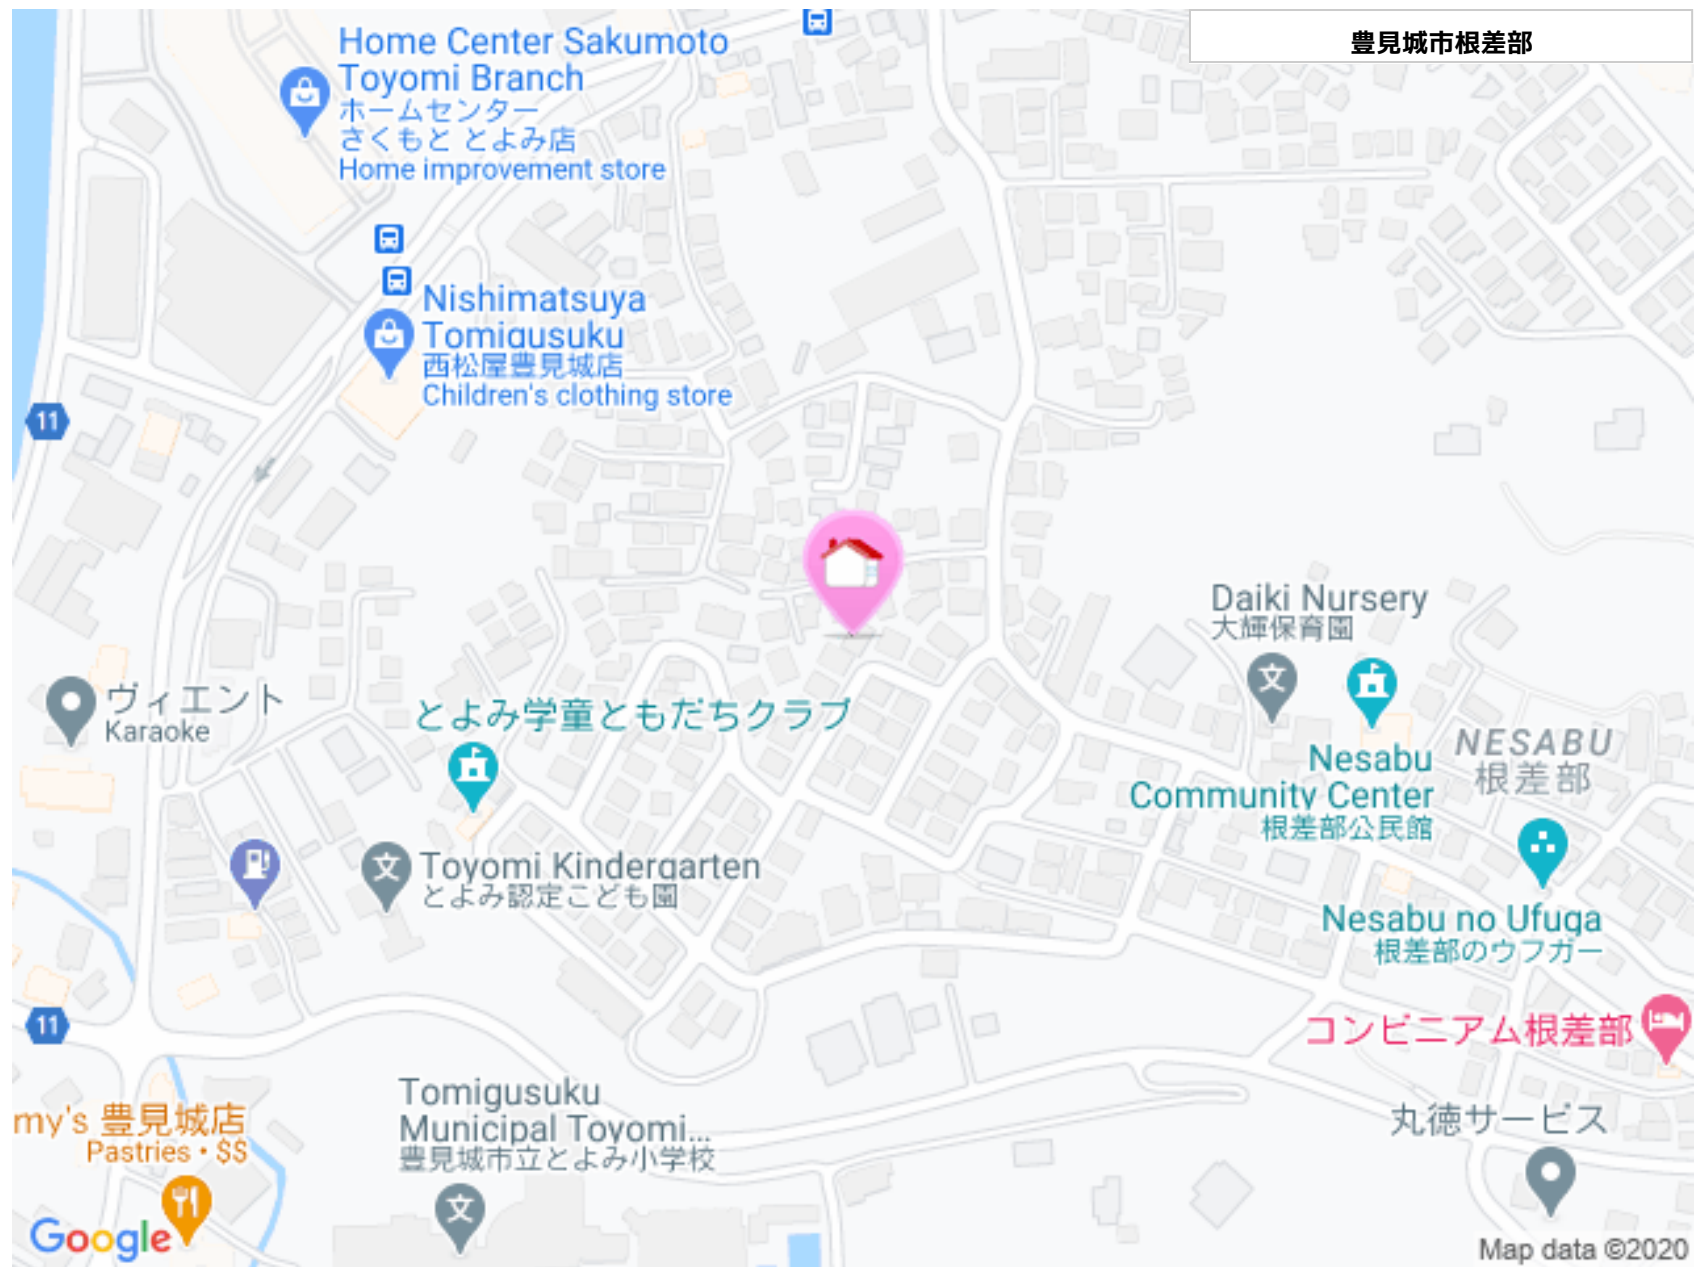 豊見城市根差部
Home Center Sakumoto
Toyomi Branch
ホームセンター
さくもと とよみ店
Home improvement store
Nishimatsuya
Tomigusuku
西松屋豊見城店
Children's clothing store
11
Daiki Nursery
大輝保育園
ヴィエント
Karaoke
とよみ学童ともだちクラブ
NESABU
根差部
Nesabu
Community Center
根差部公民館
Toyomi Kindergarten
とよみ認定こども園
Nesabu no Ufuga
根差部のウフガー
11
コンビニアム根差部
Tomigusuku
Municipal Toyomi...
豊見城市立とよみ小学校
my's 豊見城店
Pastries • $$
丸徳サービス
文
文
文
Google
Map data ©2020